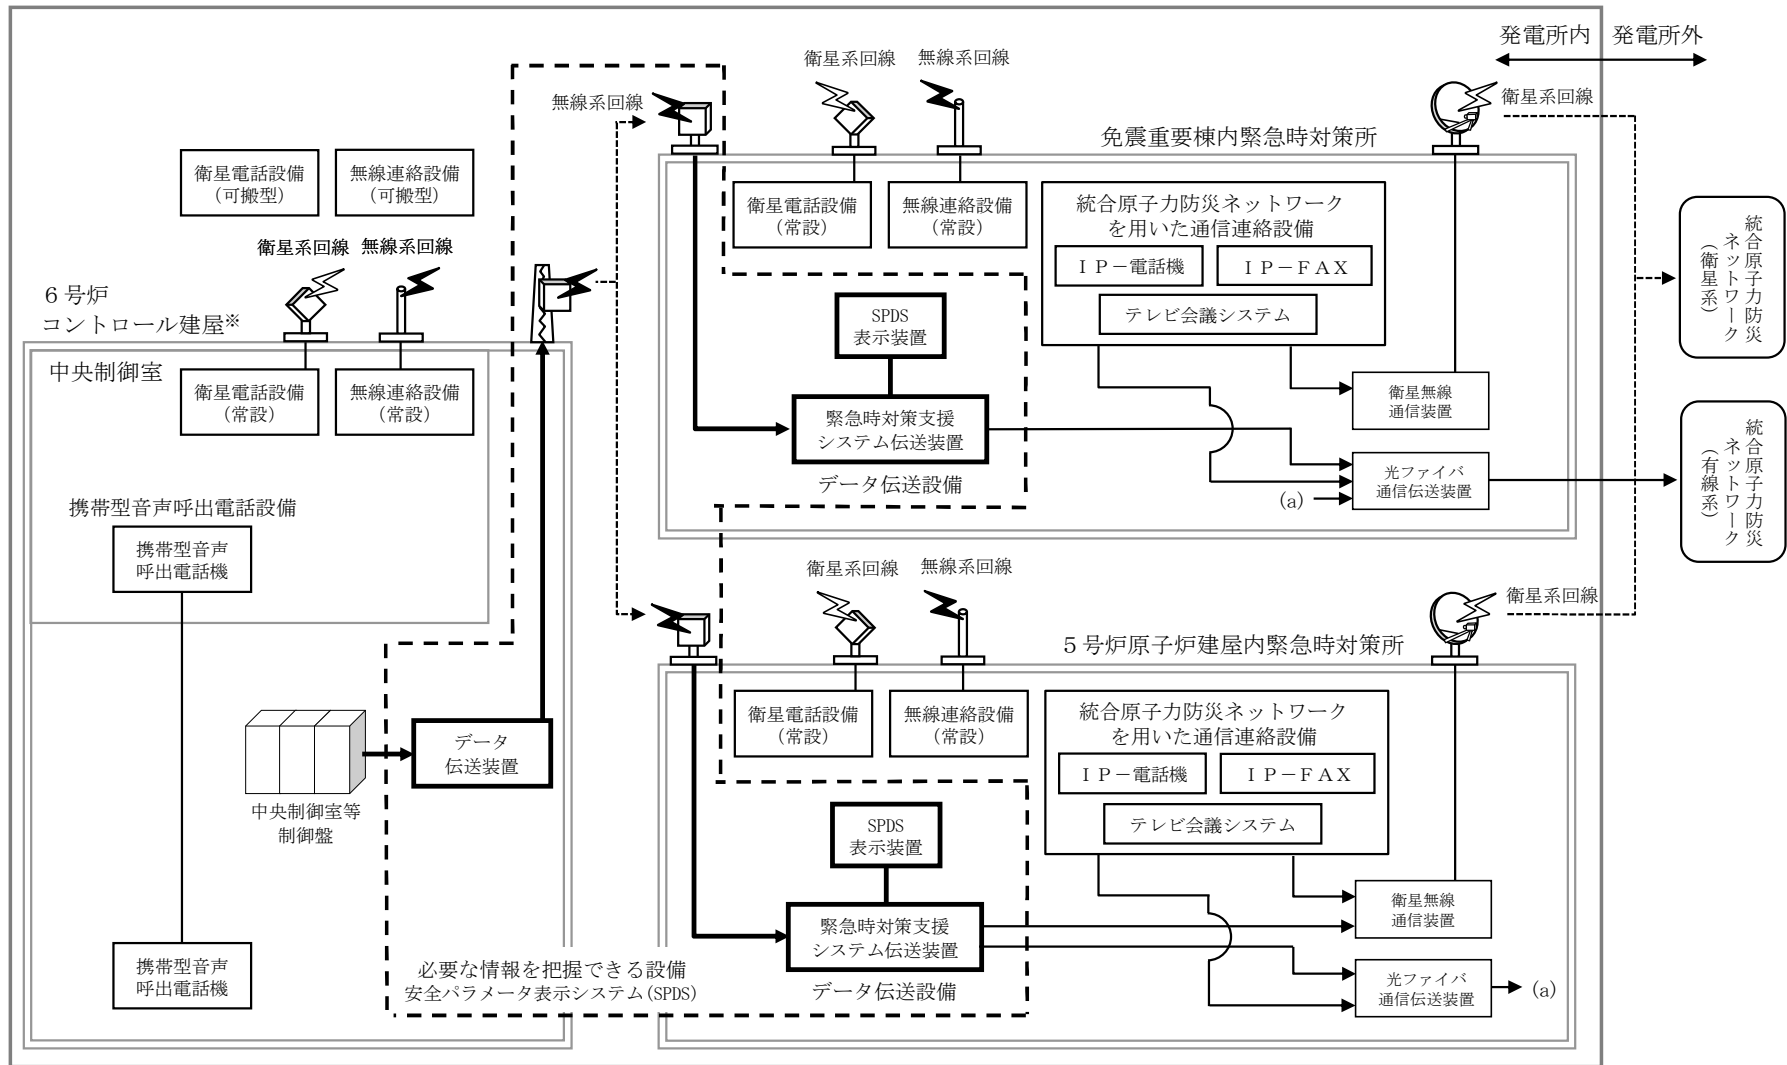 発電所内
発電所外
衛星系回線
無線系回線
無線系回線
衛星系回線
免震重要棟内緊急時対策所
衛星電話設備
（可搬型）
無線連絡設備
（可搬型）
衛星系回線
無線系回線
６号炉
コントロール建屋※
中央制御室
衛星電話設備
（常設）
無線連絡設備
（常設）
携帯型音声呼出電話設備
携帯型音声
呼出電話機
携帯型音声
呼出電話機
中央制御室等
制御盤
データ
伝送装置
必要な情報を把握できる設備
安全パラメータ表示システム(SPDS)
衛星電話設備
（常設）
無線連絡設備
（常設）
統合原子力防災ネットワーク
を用いた通信連絡設備
ＩＰ－電話機
ＩＰ－ＦＡＸ
テレビ会議システム
SPDS
表示装置
緊急時対策支援
システム伝送装置
データ伝送設備
衛星無線
通信装置
光ファイバ
通信伝送装置
(a)
統合原子力防災
ネットワーク
（衛星系）
統合原子力防災
ネットワーク
（有線系）
衛星系回線
無線系回線
衛星系回線
５号炉原子炉建屋内緊急時対策所
衛星電話設備
（常設）
無線連絡設備
（常設）
統合原子力防災ネットワーク
を用いた通信連絡設備
ＩＰ－電話機
ＩＰ－ＦＡＸ
テレビ会議システム
SPDS
表示装置
緊急時対策支援
システム伝送装置
データ伝送設備
衛星無線
通信装置
光ファイバ
通信伝送装置
(a)